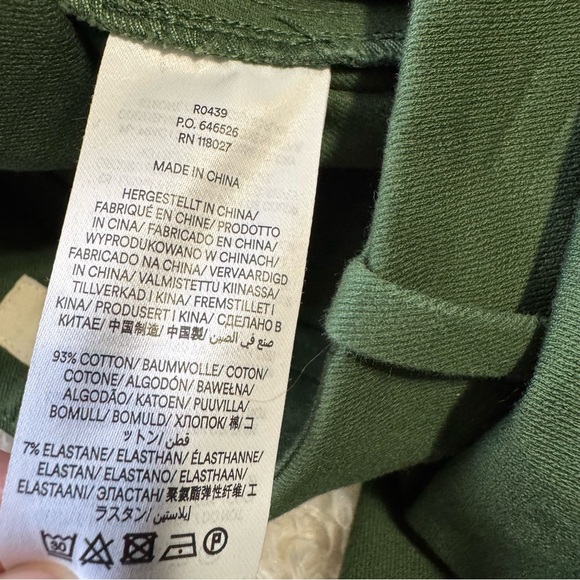 R0439
P.O. 646526
RN 118027
MADE IN CHINA
HERGESTELLT IN CHINA/
FABRIQUÉ EN CHINE/ PRODOTTO
IN CINA/ FABRICADO EN CHINA/
WYPRODUKOWANO W CHINACH/
FABRICADO NA CHINA/ VERVAARDIGD
IN CHINA/ VALMISTETTU KIINASSA/
TILLVERKAD I KINA/ FREMSTILLET I
KINA/ PRODUSERT I KINA/ СДЕЛАНО В
КИТАЕ/ 中国制造/ 中国製/ صنع في الصين
93% COTTON/ BAUMWOLLE/ COTON/
COTONE/ ALGODÓN/ BAWEŁNA/
ALGODÃO/ KATOEN/ PUUVILLA/
BOMULL/ BOMULD/ ХЛОПОК/ 棉/ コ
ットン/ قطن
7% ELASTANE/ ELASTHAN/ ÉLASTHANNE/
ELASTAN/ ELASTANO/ ELASTHAAN/
ELASTAANI/ ЭЛАСТАН/ 聚氨酯弹性纤维/ エ
ラスタン/ إيلاستين
30 P